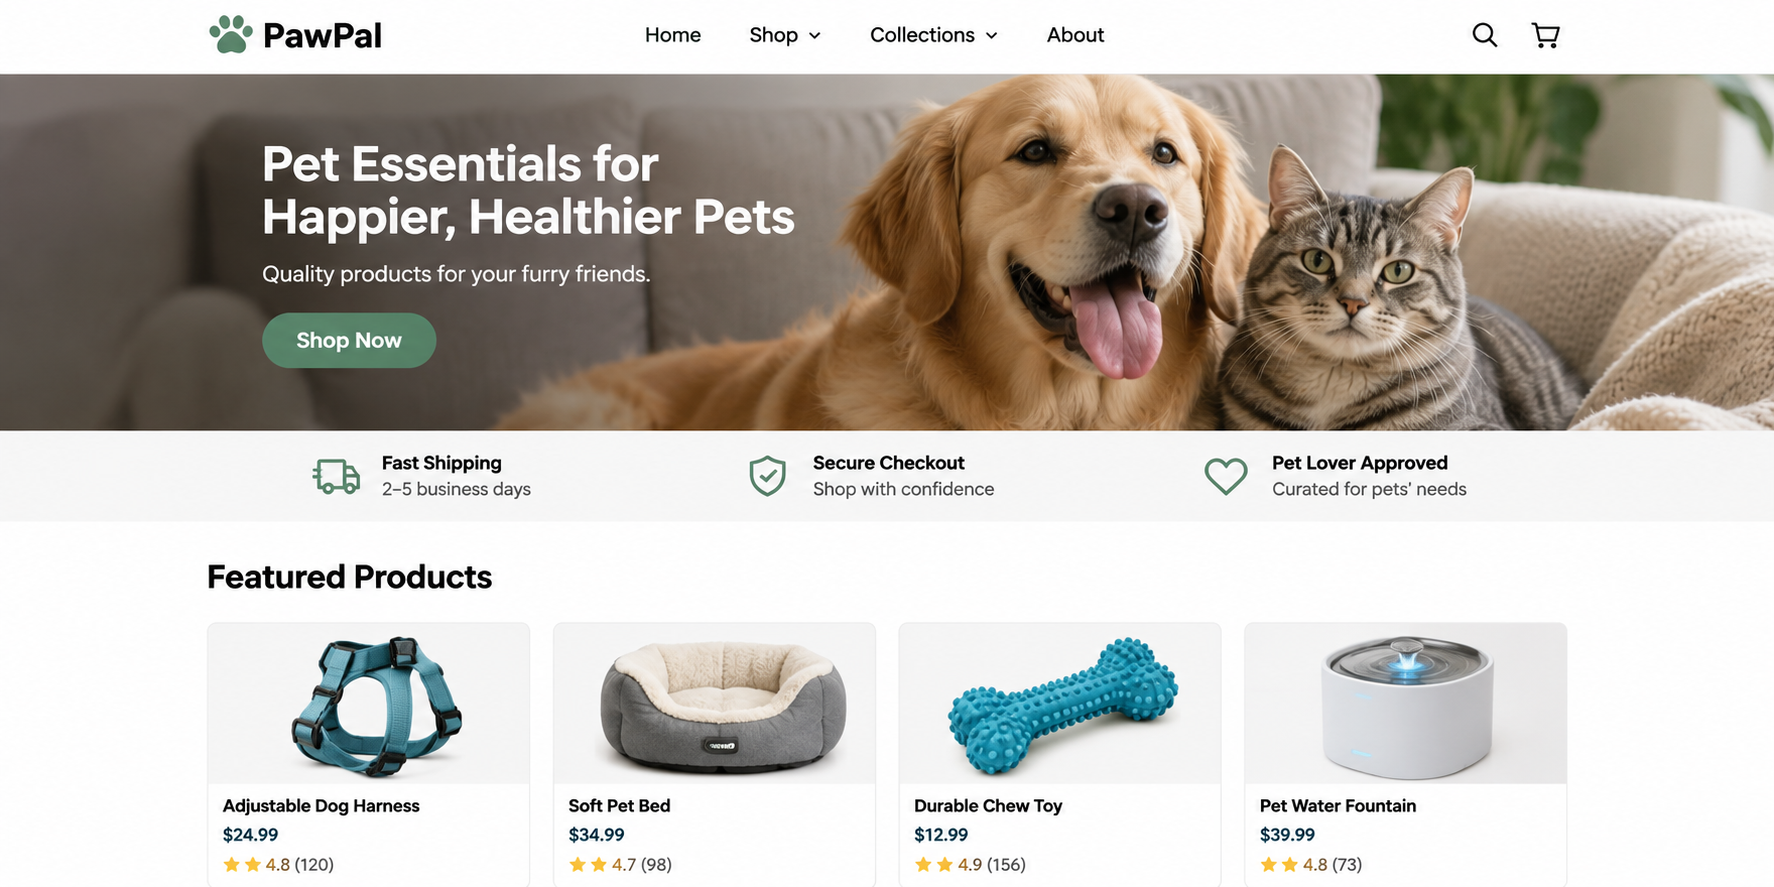 PawPal
Home
Shop
Collections
About
Pet Essentials for
Happier, Healthier Pets
Quality products for your furry friends.
Shop Now
Fast Shipping
2–5 business days
Secure Checkout
Shop with confidence
Pet Lover Approved
Curated for pets' needs
Featured Products
Adjustable Dog Harness
$24.99
4.8 (120)
Soft Pet Bed
$34.99
4.7 (98)
Durable Chew Toy
$12.99
4.9 (156)
Pet Water Fountain
$39.99
4.8 (73)